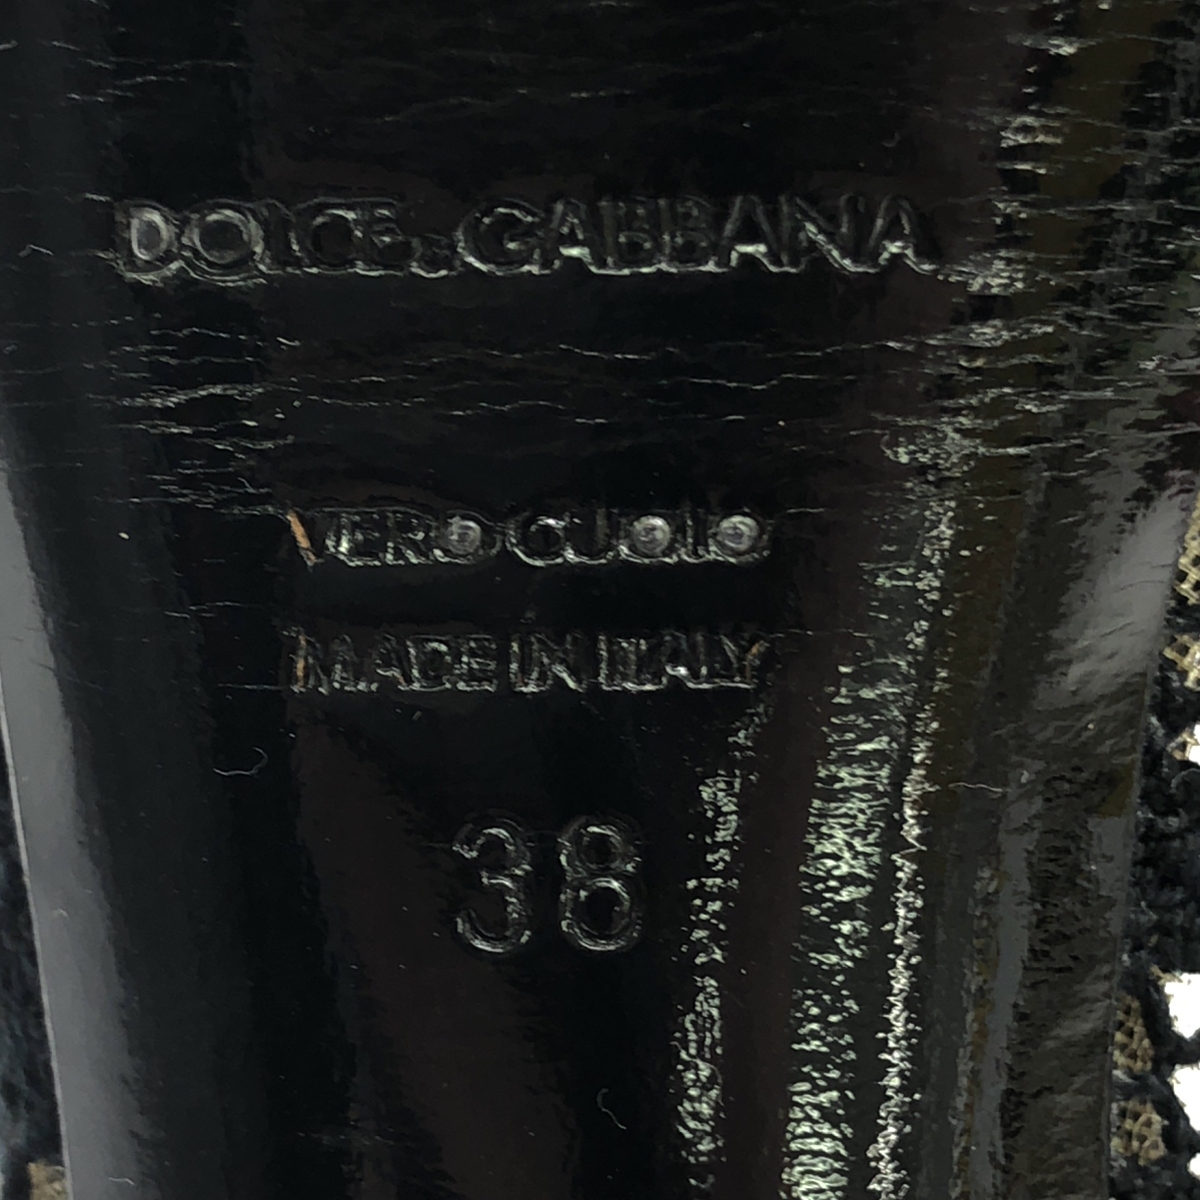 DOLCE & GABBANA
VERO CUOIO
MADE IN ITALY
38